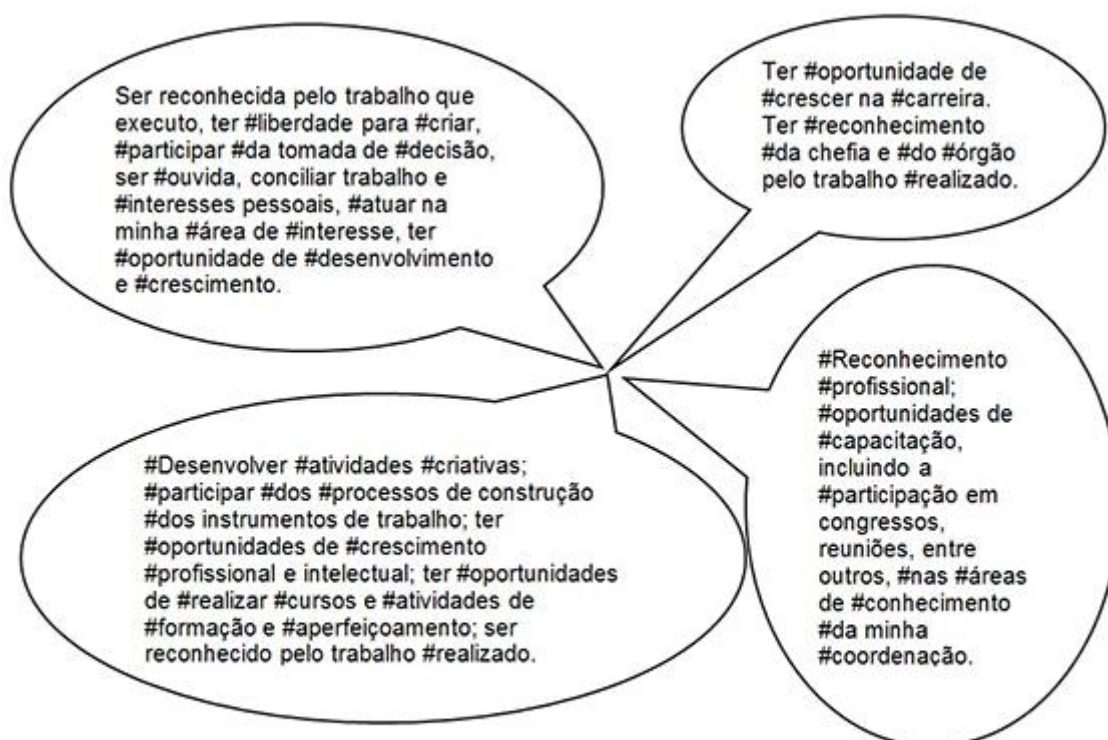 Ser reconhecida pelo trabalho que
executo, ter #liberdade para #criar,
#participar #da tomada de #decisão,
ser #ouvida, conciliar trabalho e
#interesses pessoais, #atuar na
minha #área de #interesse, ter
#oportunidade de #desenvolvimento
e #crescimento.
Ter #oportunidade de
#crescer na #carreira.
Ter #reconhecimento
#da chefia e #do #órgão
pelo trabalho #realizado.
#Desenvolver #atividades #criativas;
#participar #dos #processos de construção
#dos instrumentos de trabalho; ter
#oportunidades de #crescimento
#profissional e intelectual; ter #oportunidades
de #realizar #cursos e #atividades de
#formação e #aperfeiçoamento; ser
reconhecido pelo trabalho #realizado.
#Reconhecimento
#profissional;
#oportunidades de
#capacitação,
incluindo a
#participação em
congressos,
reuniões, entre
outros, #nas #áreas
de #conhecimento
#da minha
#coordenação.